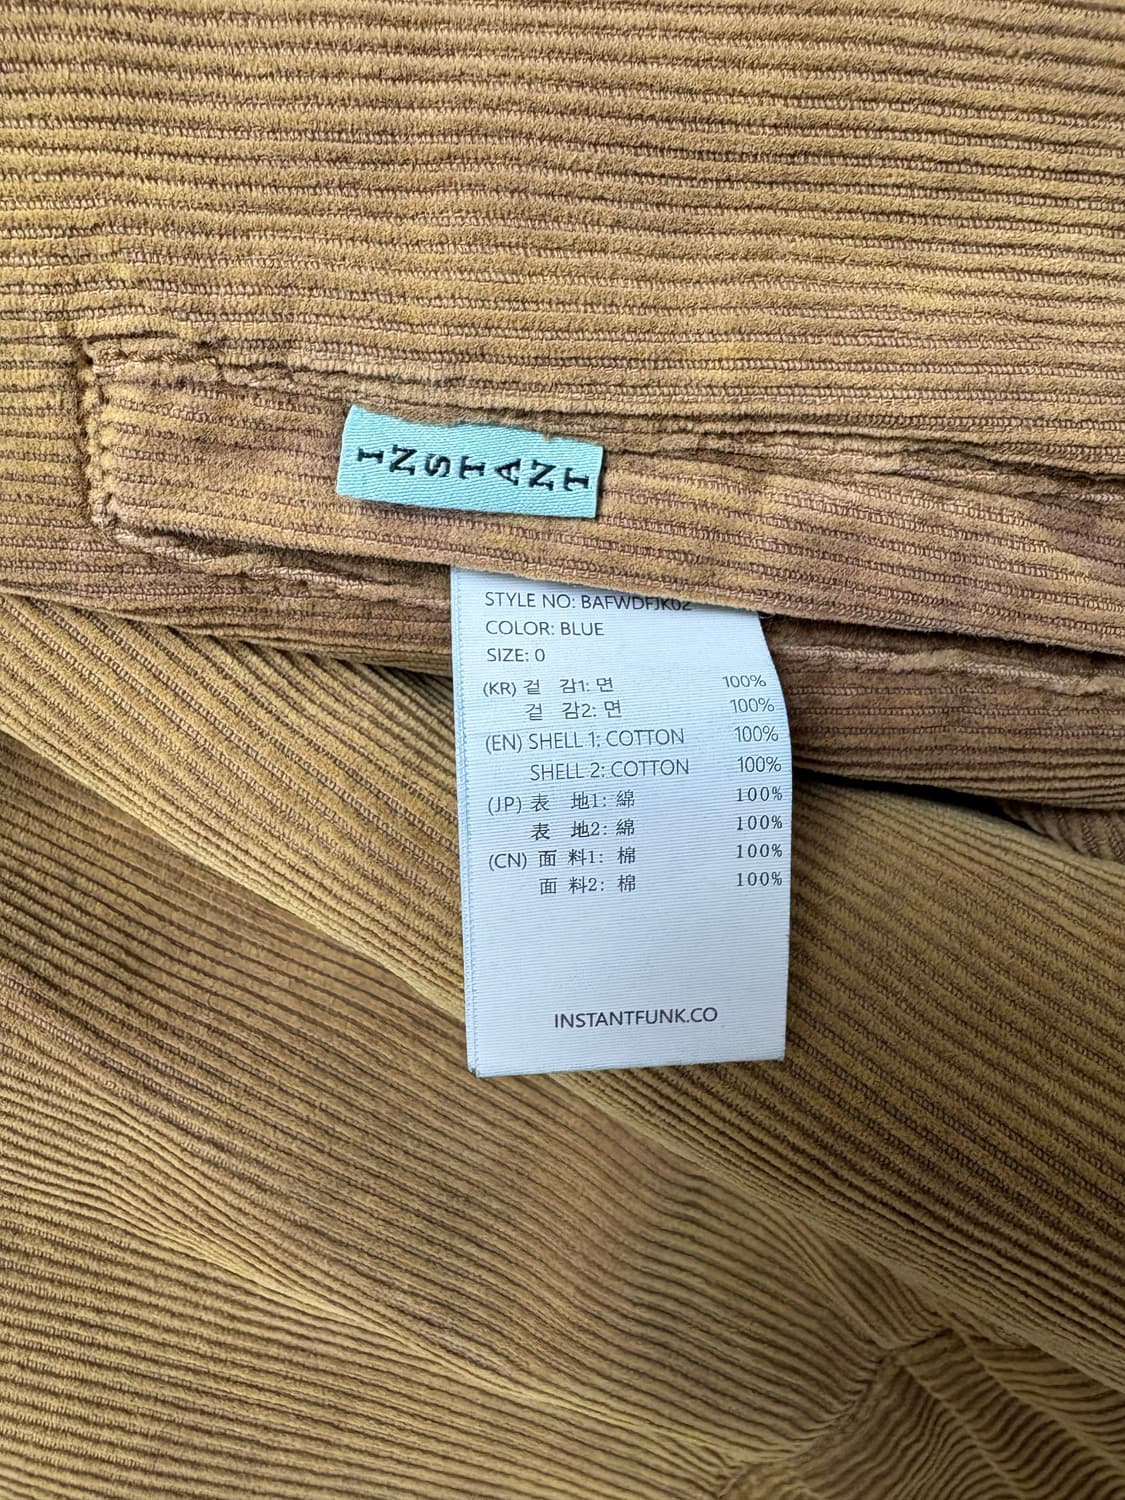 INSTANT
STYLE NO: BAFWDFJK02
COLOR: BLUE
SIZE: 0
(KR) 겉 감1: 면 100%
겉 감2: 면 100%
(EN) SHELL 1: COTTON 100%
SHELL 2: COTTON 100%
(JP) 表 地1: 綿 100%
表 地2: 綿 100%
(CN) 面 料1: 棉 100%
面 料2: 棉 100%
INSTANTFUNK.CO